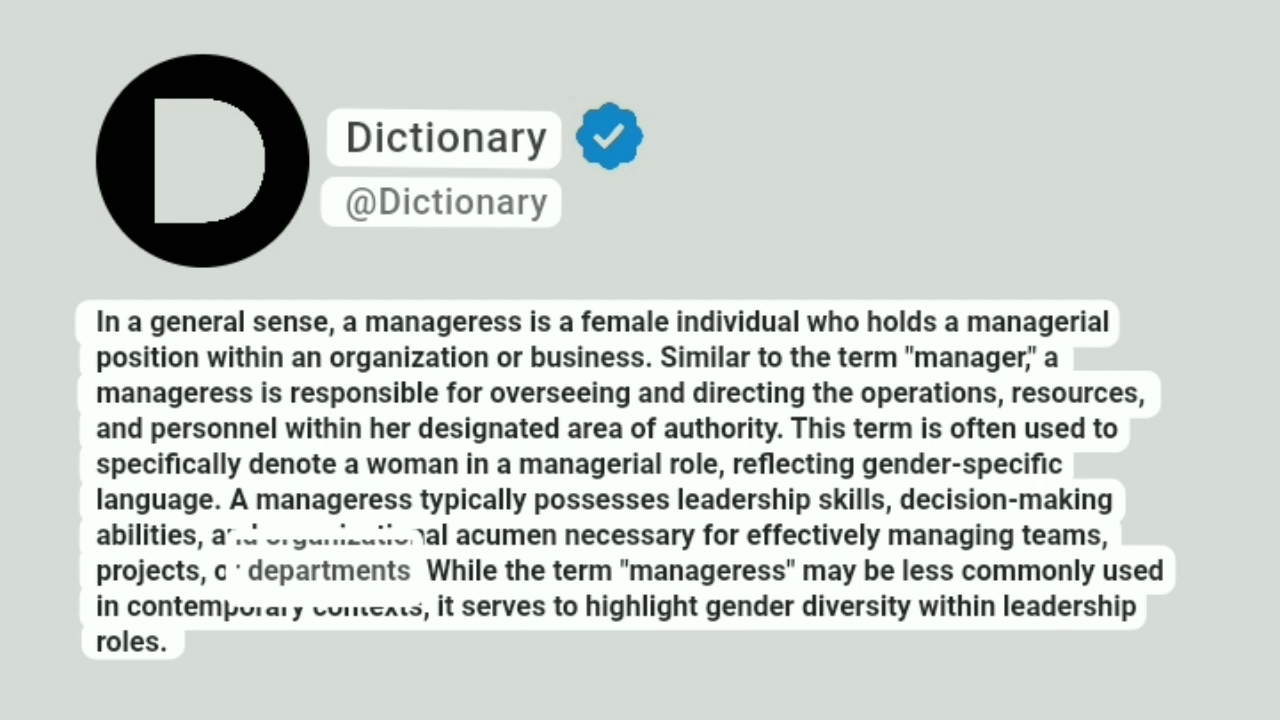 D
Dictionary
@Dictionary
In a general sense, a manageress is a female individual who holds a managerial
position within an organization or business. Similar to the term "manager," a
manageress is responsible for overseeing and directing the operations, resources,
and personnel within her designated area of authority. This term is often used to
specifically denote a woman in a managerial role, reflecting gender-specific
language. A manageress typically possesses leadership skills, decision-making
abilities, and organizational acumen necessary for effectively managing teams,
projects, departments While the term "manageress" may be less commonly used
in contemporary contexts, it serves to highlight gender diversity within leadership
roles.